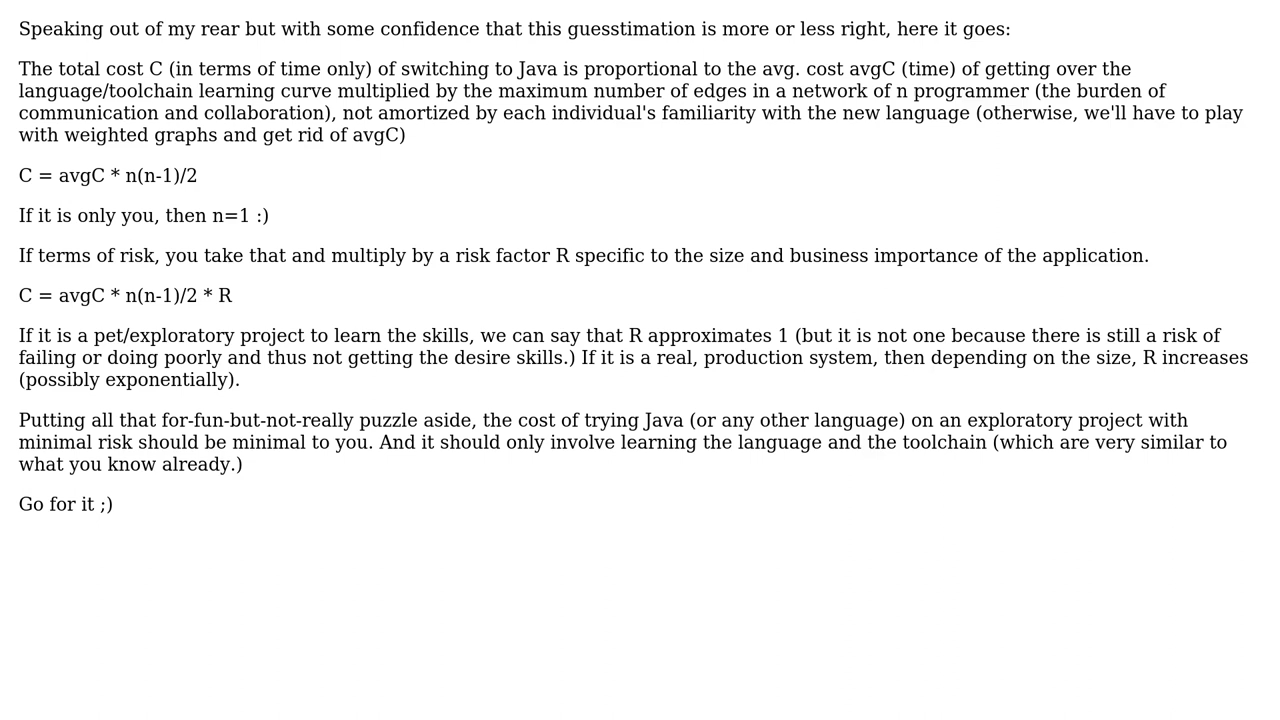 Speaking out of my rear but with some confidence that this guesstimation is more or less right, here it goes:
The total cost C (in terms of time only) of switching to Java is proportional to the avg. cost avgC (time) of getting over the
language/toolchain learning curve multiplied by the maximum number of edges in a network of n programmer (the burden of
communication and collaboration), not amortized by each individual's familiarity with the new language (otherwise, we'll have to play
with weighted graphs and get rid of avgC)
C = avgC * n(n-1)/2
If it is only you, then n=1 :)
If terms of risk, you take that and multiply by a risk factor R specific to the size and business importance of the application.
C = avgC * n(n-1)/2 * R
If it is a pet/exploratory project to learn the skills, we can say that R approximates 1 (but it is not one because there is still a risk of
failing or doing poorly and thus not getting the desire skills.) If it is a real, production system, then depending on the size, R increases
(possibly exponentially).
Putting all that for-fun-but-not-really puzzle aside, the cost of trying Java (or any other language) on an exploratory project with
minimal risk should be minimal to you. And it should only involve learning the language and the toolchain (which are very similar to
what you know already.)
Go for it ;)